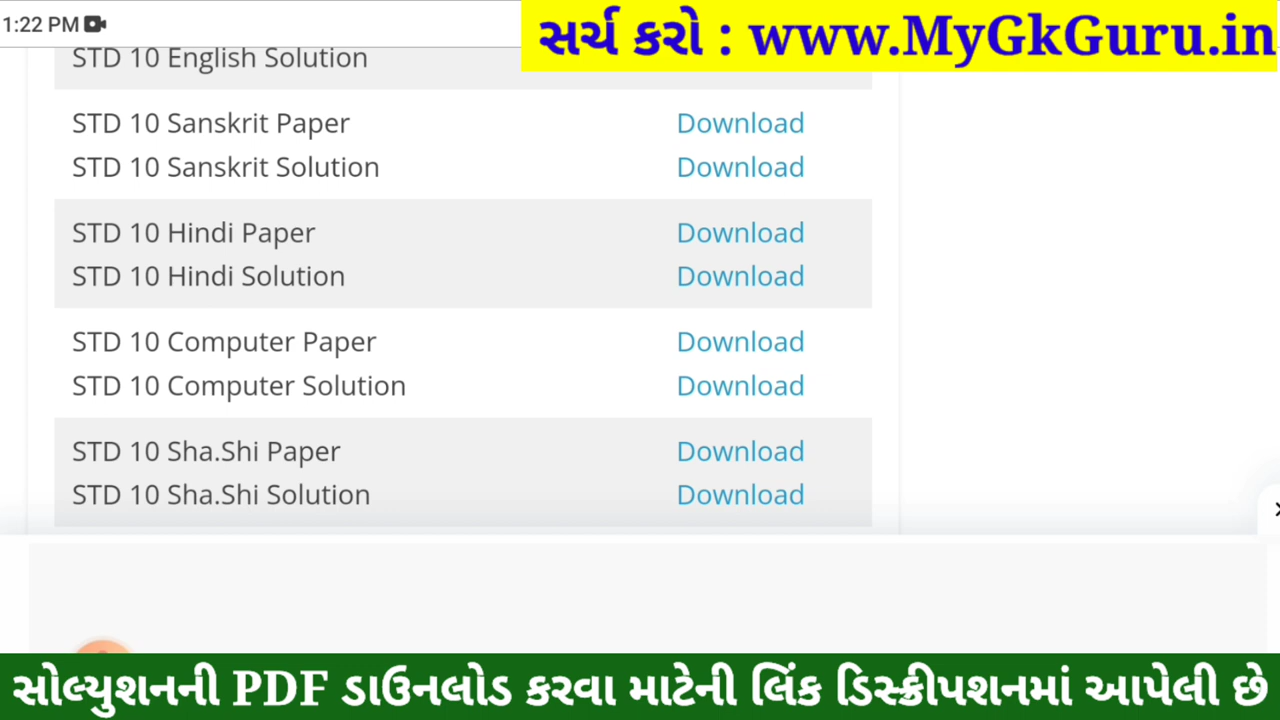 1:22 PM
સર્ચ કરો : www.MyGkGuru.in
STD 10 English Solution
STD 10 Sanskrit Paper Download
STD 10 Sanskrit Solution Download
STD 10 Hindi Paper Download
STD 10 Hindi Solution Download
STD 10 Computer Paper Download
STD 10 Computer Solution Download
STD 10 Sha.Shi Paper Download
STD 10 Sha.Shi Solution Download
સોલ્યુશનની PDF ડાઉનલોડ કરવા માટેની લિંક ડિસ્ક્રીપશનમાં આપેલી છે